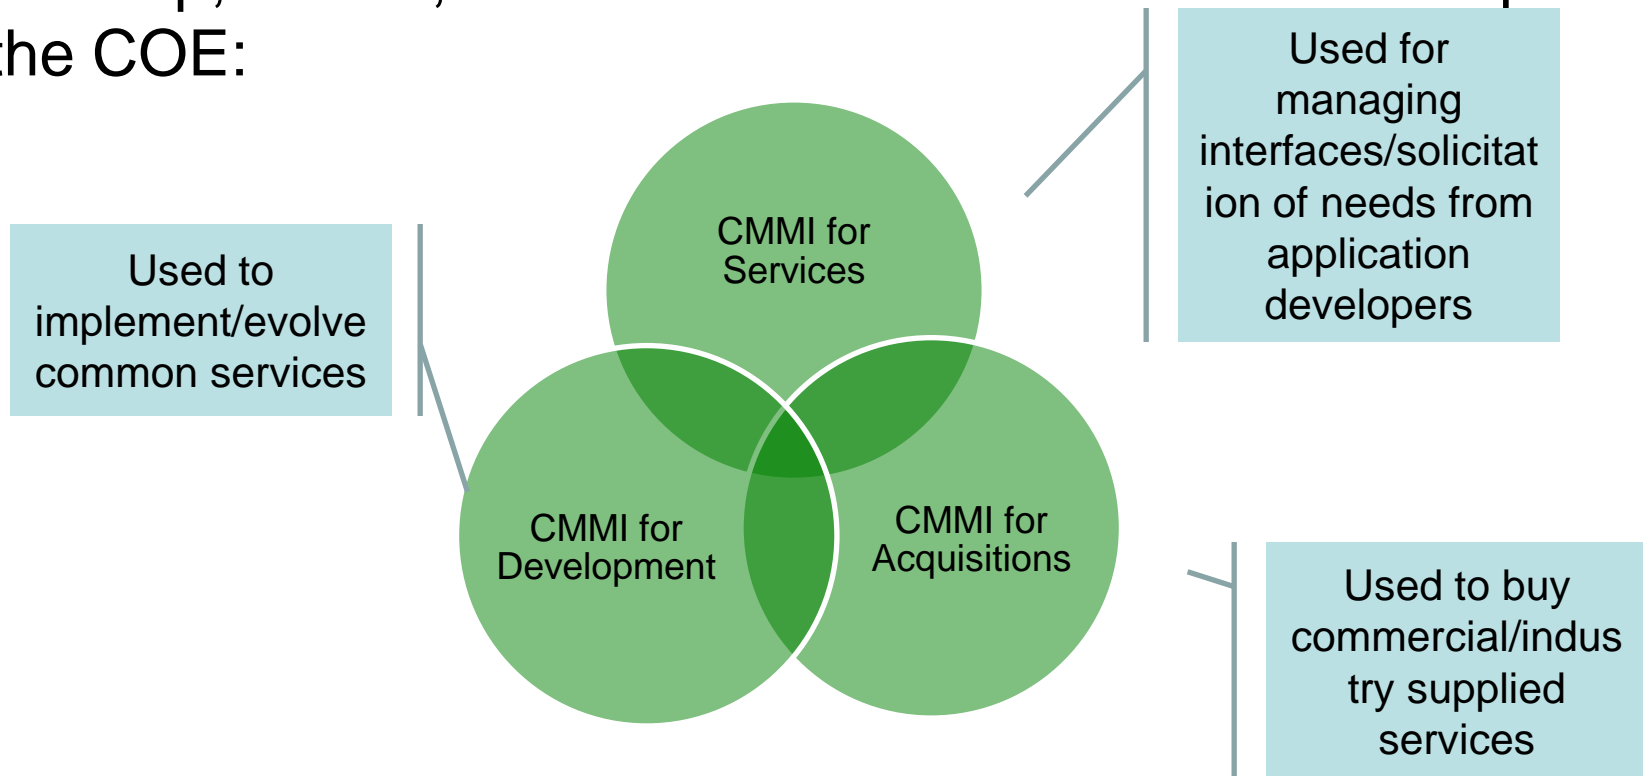 the COE:
Used for
managing
interfaces/solicitat
ion of needs from
application
developers
CMMI for
Services
Used to
implement/evolve
common services
CMMI for
Development
CMMI for
Acquisitions
Used to buy
commercial/indus
try supplied
services